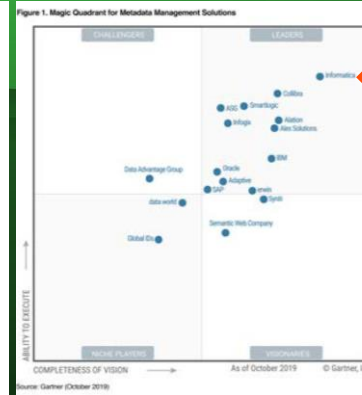 Figure 1. Magic Quadrant for Metadata Management Solutions
CHALLENGERS
LEADERS
Informatica
Collibra
ASG
Smartlogic
Infogix
Alation
Alex Solutions
IBM
Oracle
Data Advantage Group
Adaptive
SAP
erwin
Syniti
data.world
Semantic Web Company
Global IDs
ABILITY TO EXECUTE
NICHE PLAYERS
VISIONARIES
COMPLETENESS OF VISION
As of October 2019
© Gartner, I
Source: Gartner (October 2019)